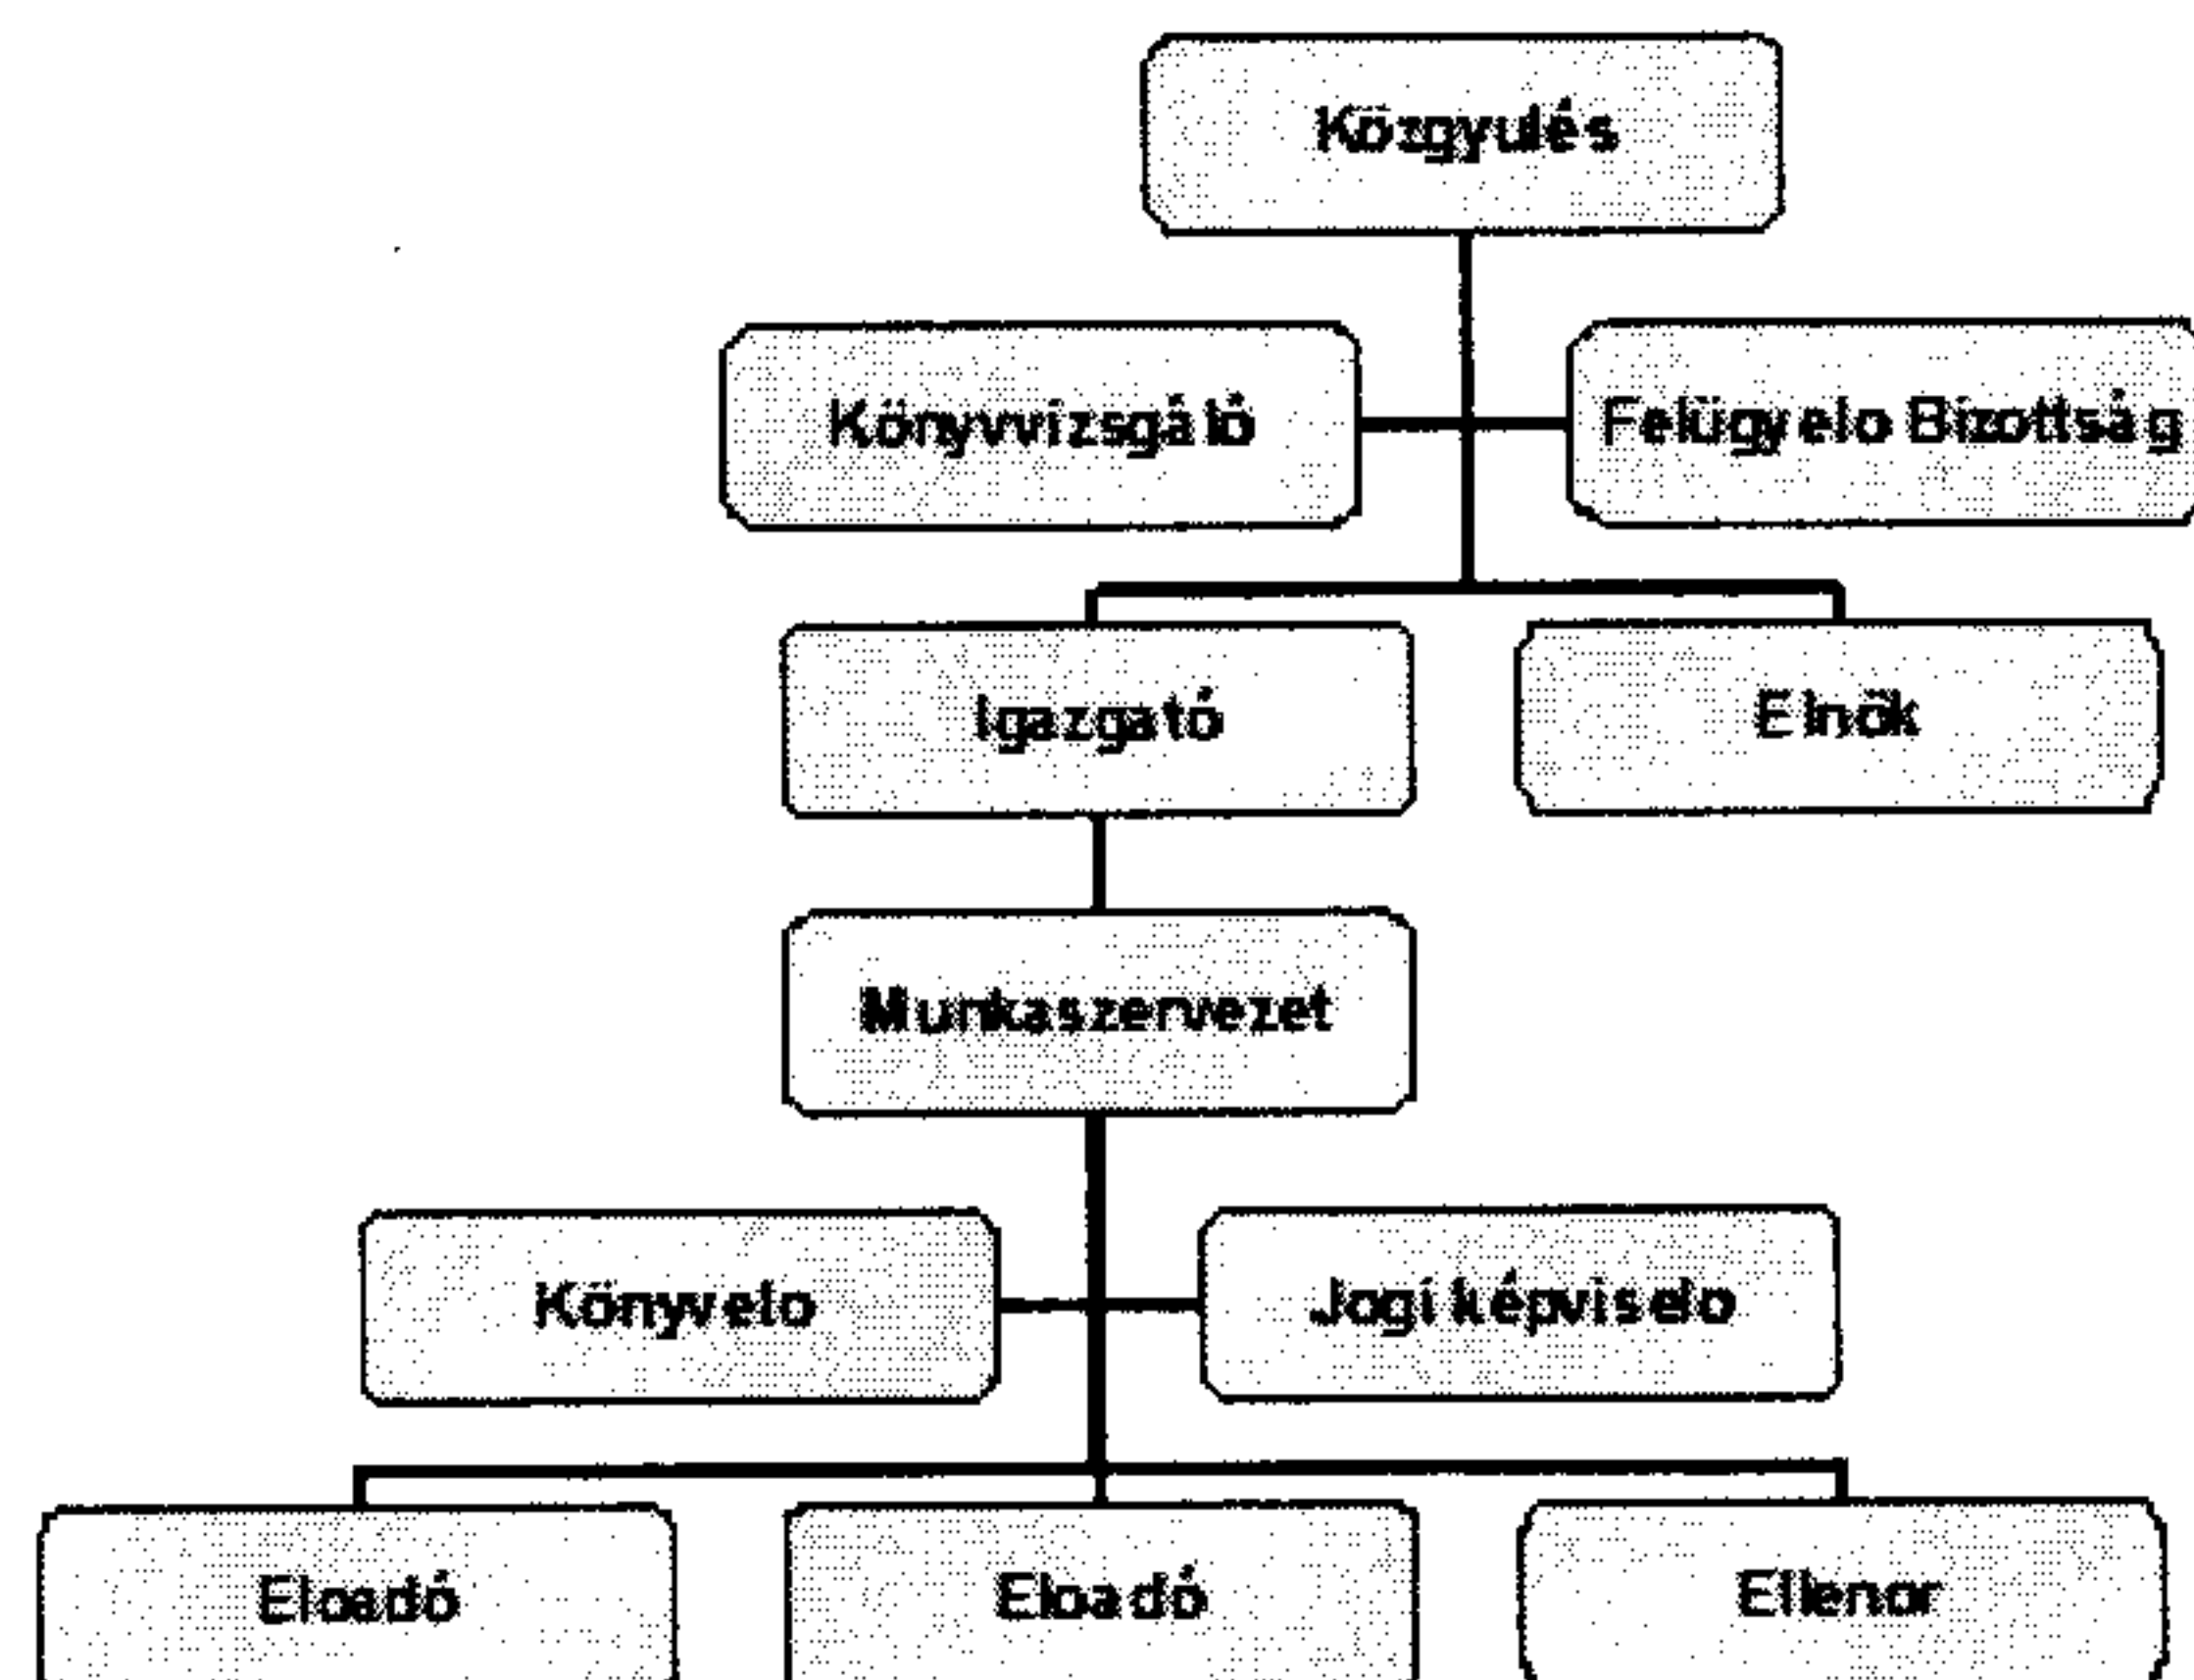 Közgyulés
Könyvvizsgáló
Felügyelo Bizottság
Igazgató
Elnök
Munkaszervezet
Könyvelo
Jogi képviselo
Eloadó
Eloadó
Ellenor